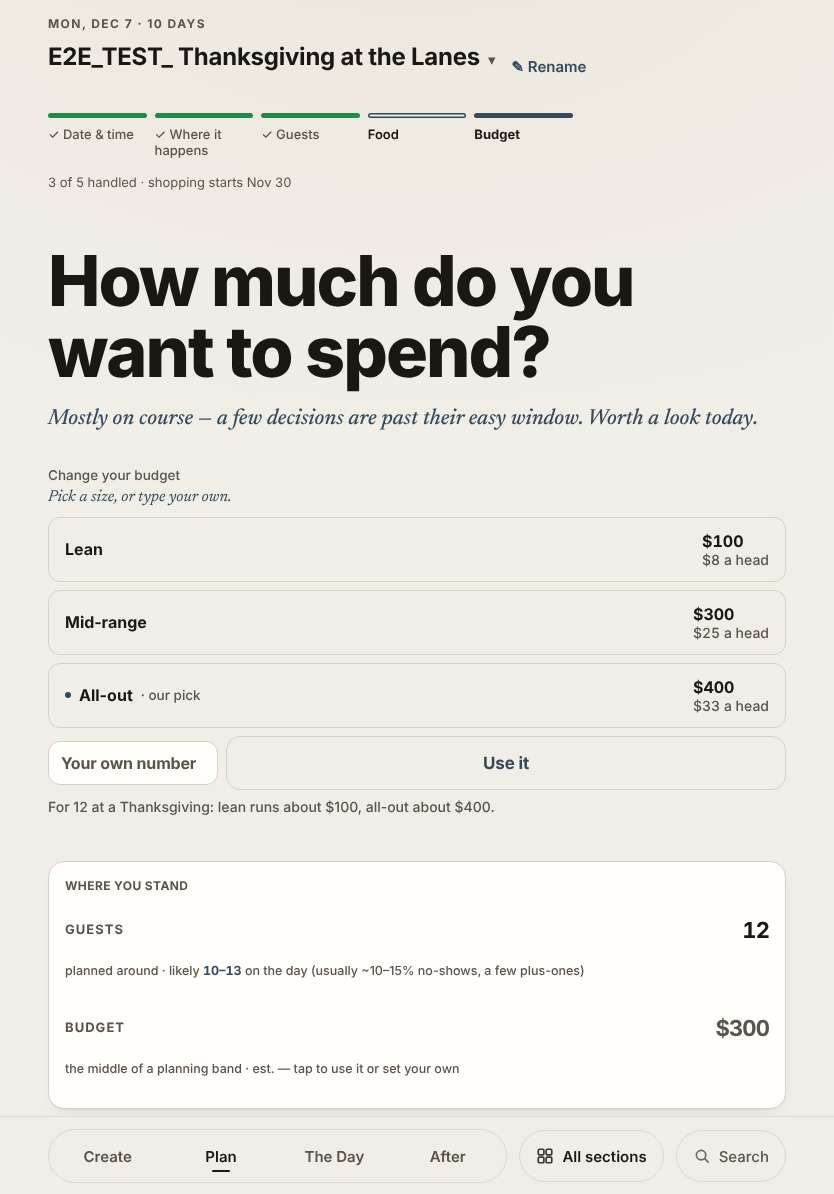 MON, DEC 7 · 10 DAYS
E2E_TEST_ Thanksgiving at the Lanes ▾ ✎ Rename
✓ Date & time
✓ Where it happens
✓ Guests
Food
Budget
3 of 5 handled · shopping starts Nov 30
How much do you
want to spend?
Mostly on course – a few decisions are past their easy window. Worth a look today.
Change your budget
Pick a size, or type your own.
Lean
$100
$8 a head
Mid-range
$300
$25 a head
All-out · our pick
$400
$33 a head
Your own number
Use it
For 12 at a Thanksgiving: lean runs about $100, all-out about $400.
WHERE YOU STAND
GUESTS 12
planned around · likely 10–13 on the day (usually ~10–15% no-shows, a few plus-ones)
BUDGET $300
the middle of a planning band · est. — tap to use it or set your own
Create Plan The Day After All sections Search